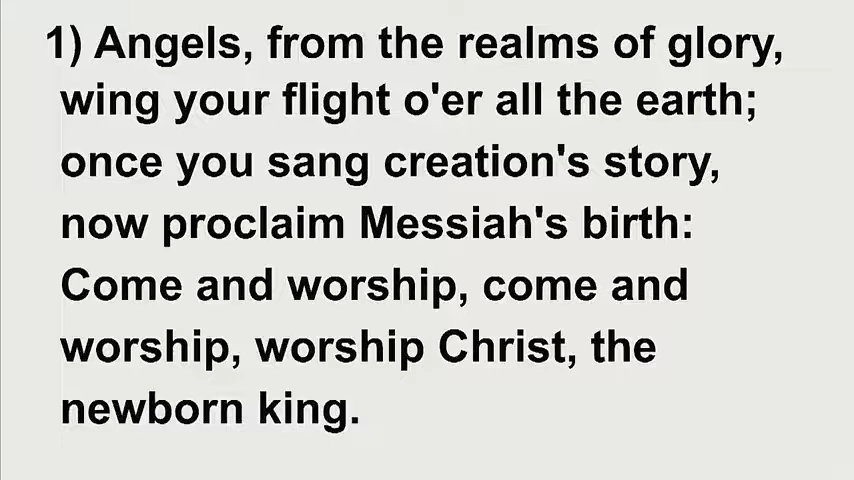 1) Angels, from the realms of glory,
wing your flight o'er all the earth;
once you sang creation's story,
now proclaim Messiah's birth:
Come and worship, come and
worship, worship Christ, the
newborn king.